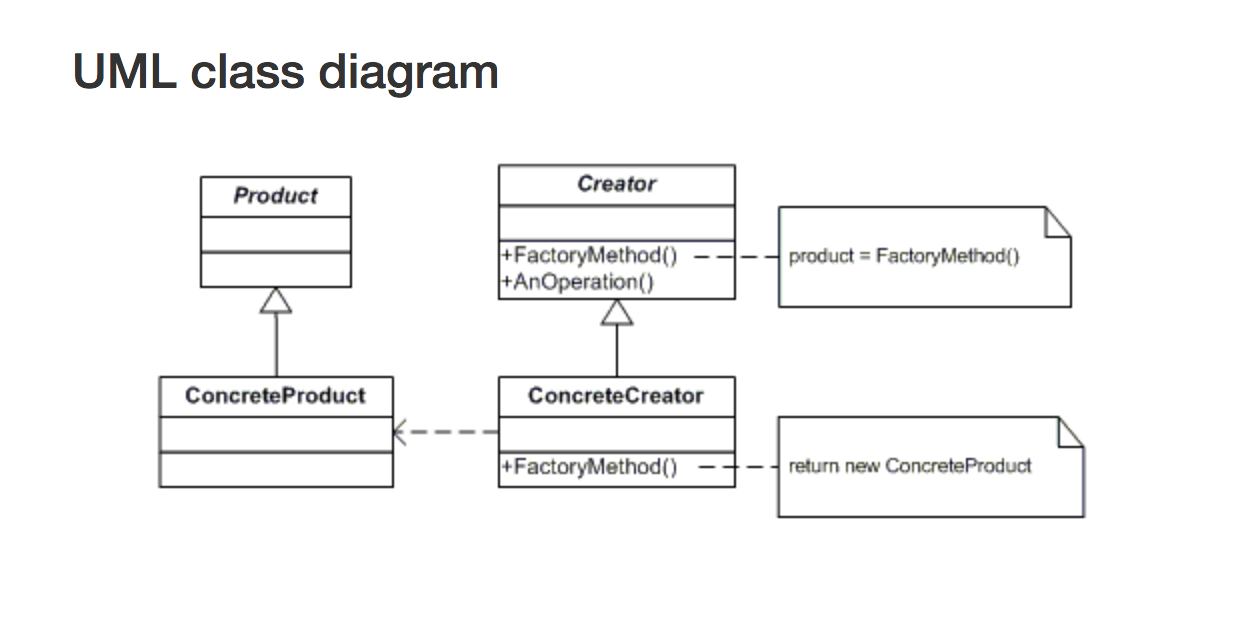 UML class diagram
Product
Creator
+FactoryMethod()
+AnOperation()
product = FactoryMethod()
ConcreteProduct
ConcreteCreator
+FactoryMethod()
return new ConcreteProduct